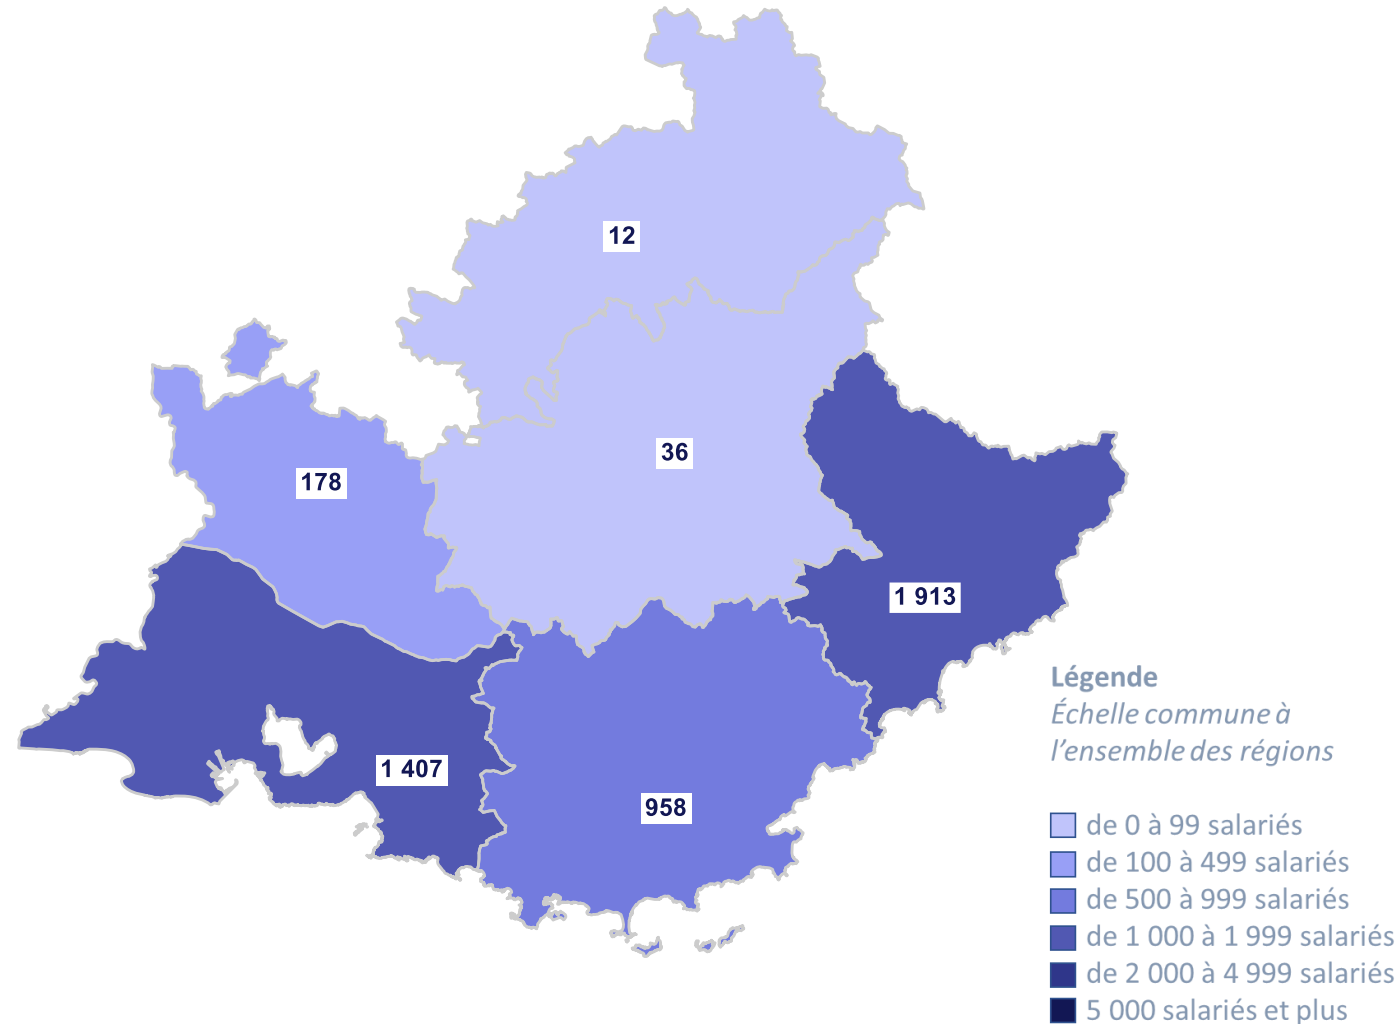 12
36
178
1 913
1 407
958
Légende
Échelle commune à
l’ensemble des régions
de 0 à 99 salariés
de 100 à 499 salariés
de 500 à 999 salariés
de 1 000 à 1 999 salariés
de 2 000 à 4 999 salariés
5 000 salariés et plus